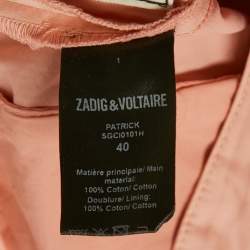 1
ZADIG&VOLTAIRE
PATRICK
SGCI0101H
40
Matière principale/ Main
material:
100% Coton/ Cotton
Doublure/ Lining:
100% Coton/ Cotton